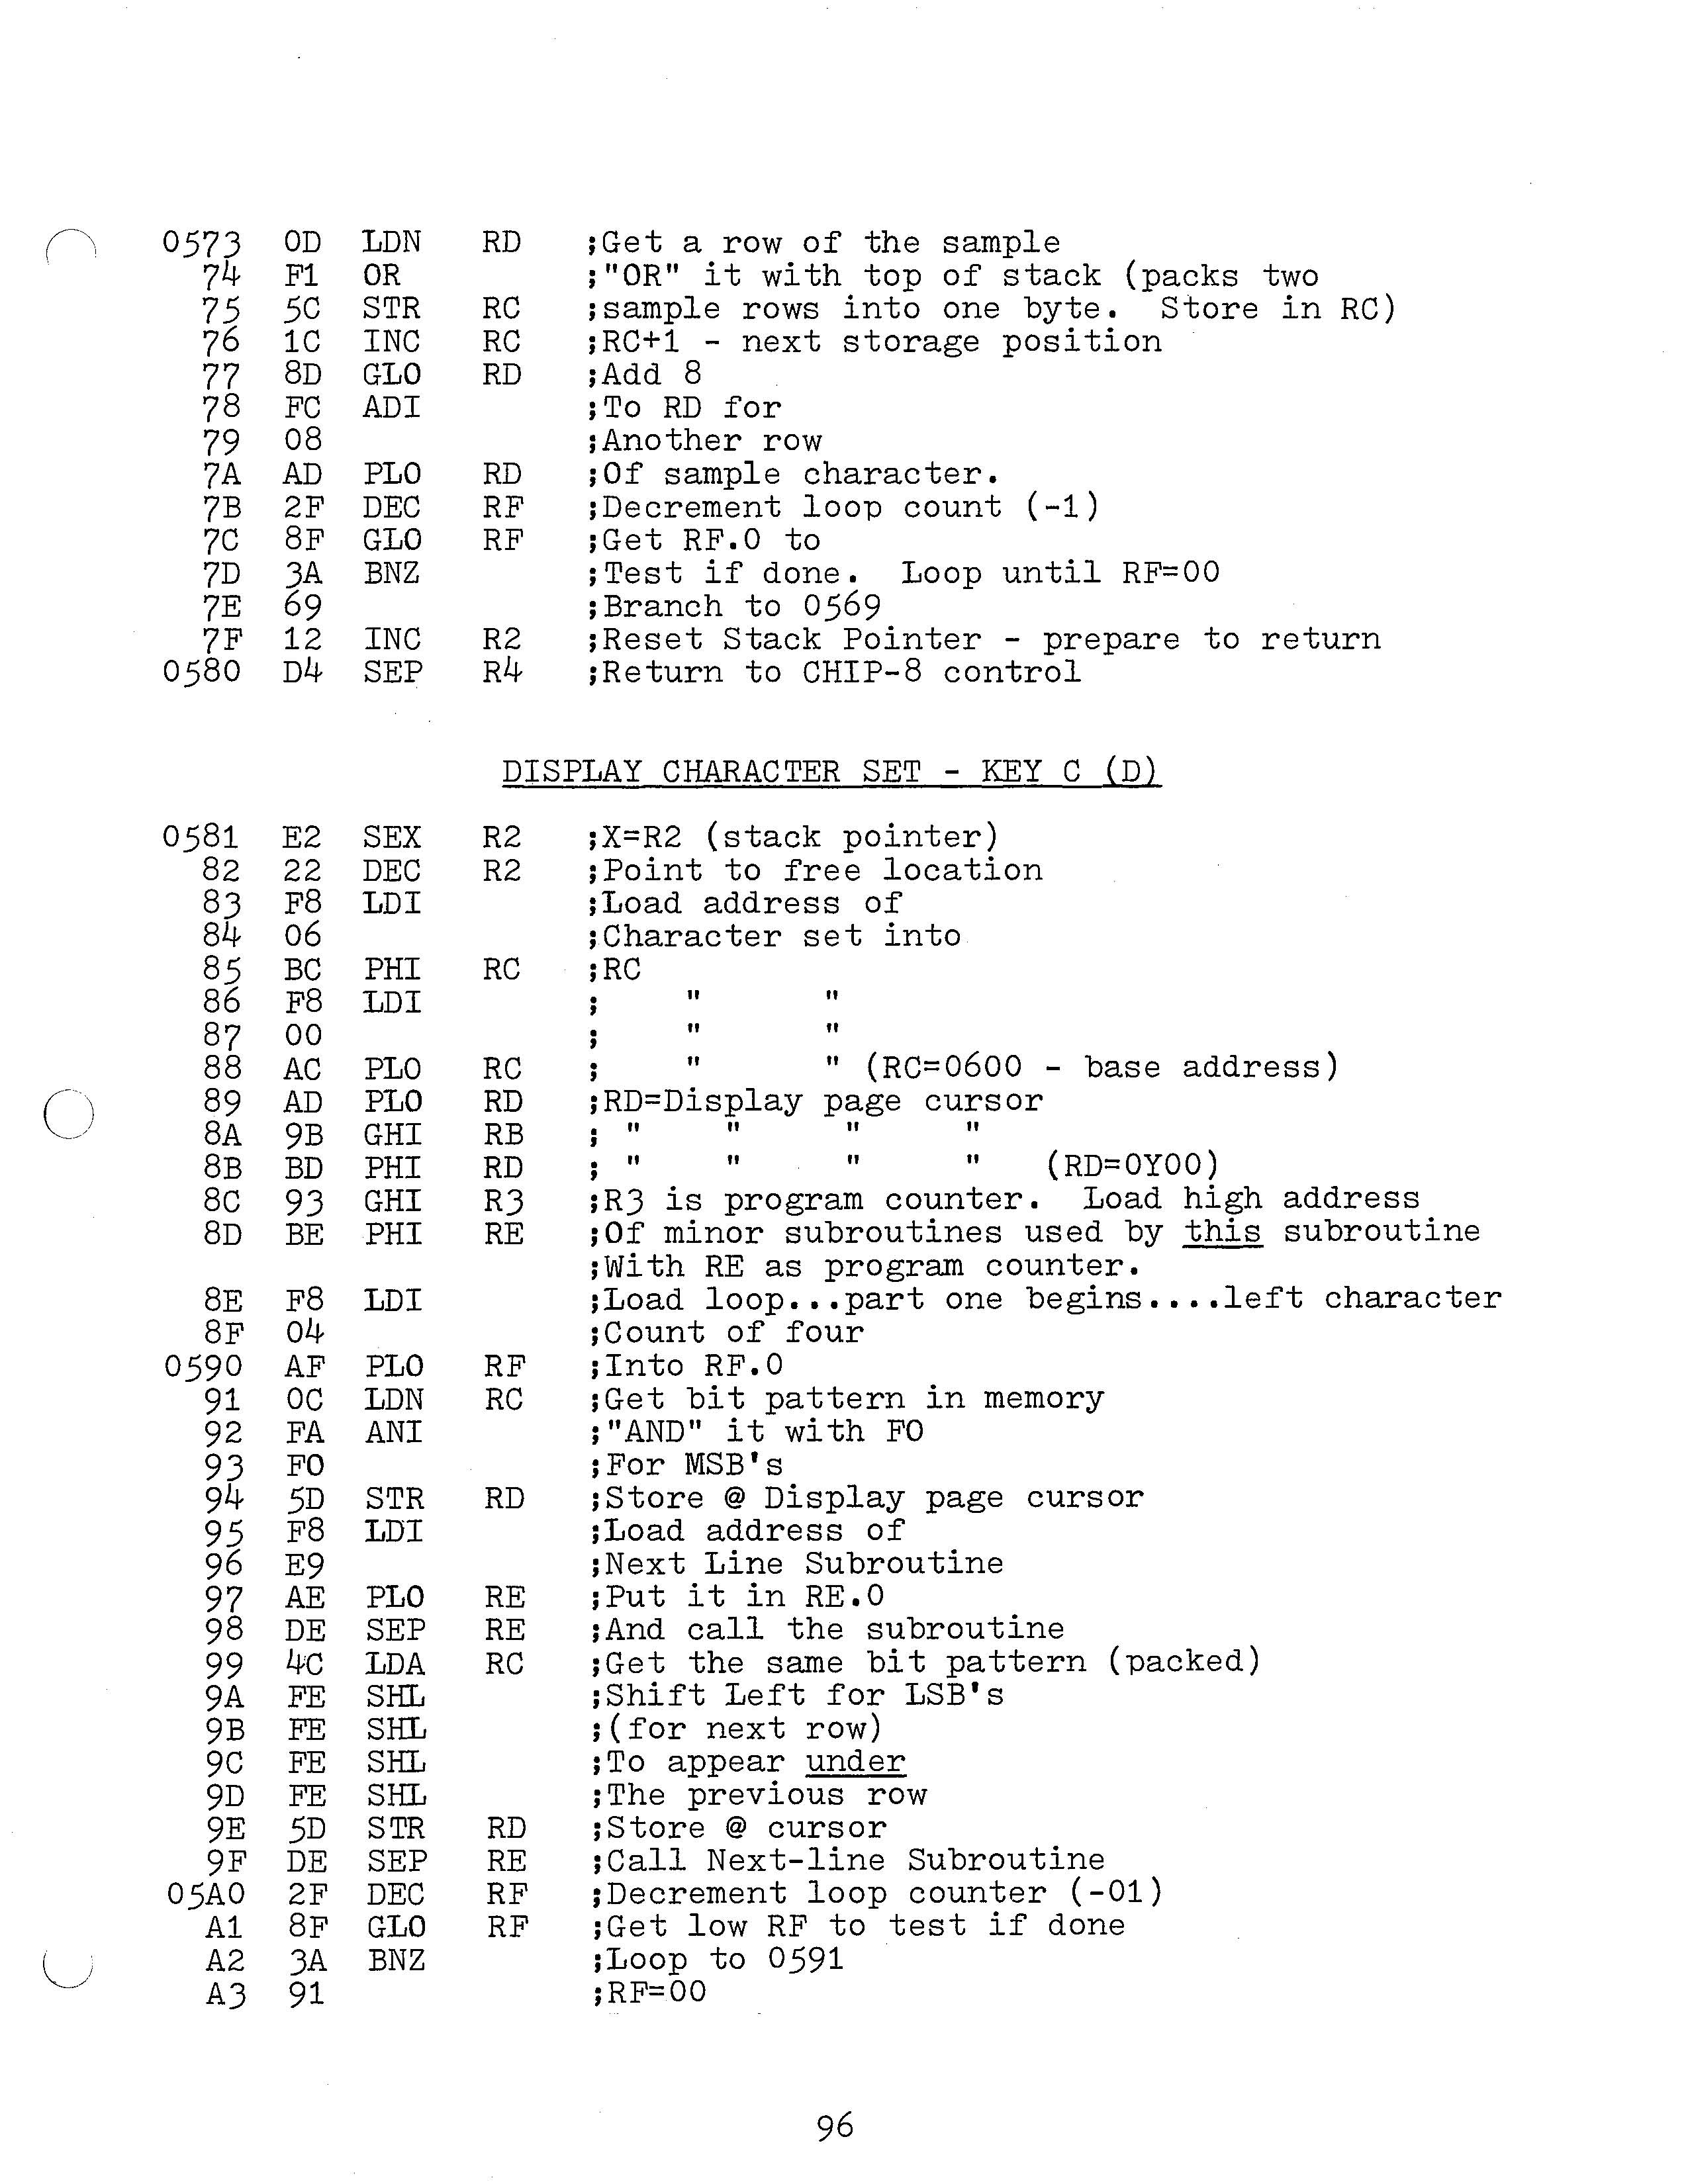 0573 0D LDN RD ;Get a row of the sample
74 F1 OR ;"OR" it with top of stack (packs two
75 5C STR RC ;sample rows into one byte. Store in RC)
76 1C INC RC ;RC+1 - next storage position
77 8D GLO RD ;Add 8
78 FC ADI ;To RD for
79 08 ;Another row
7A AD PLO RD ;Of sample character.
7B 2F DEC RF ;Decrement loop count (-1)
7C 8F GLO RF ;Get RF.0 to
7D 3A BNZ ;Test if done. Loop until RF=00
7E 69 ;Branch to 0569
7F 12 INC R2 ;Reset Stack Pointer - prepare to return
0580 D4 SEP R4 ;Return to CHIP-8 control
DISPLAY CHARACTER SET - KEY C (D)
0581 E2 SEX R2 ;X=R2 (stack pointer)
82 22 DEC R2 ;Point to free location
83 F8 LDI ;Load address of
84 06 ;Character set into
85 BC PHI RC ;RC
86 F8 LDI ; " "
87 00 ; " "
88 AC PLO RC ; " " (RC=0600 - base address)
89 AD PLO RD ;RD=Display page cursor
8A 9B GHI RB ; " " " "
8B BD PHI RD ; " " " " (RD=0Y00)
8C 93 GHI R3 ;R3 is program counter. Load high address
8D BE PHI RE ;Of minor subroutines used by this subroutine
;With RE as program counter.
8E F8 LDI ;Load loop...part one begins....left character
8F 04 ;Count of four
0590 AF PLO RF ;Into RF.0
91 0C LDN RC ;Get bit pattern in memory
92 FA ANI ;"AND" it with F0
93 F0 ;For MSB's
94 5D STR RD ;Store @ Display page cursor
95 F8 LDI ;Load address of
96 E9 ;Next Line Subroutine
97 AE PLO RE ;Put it in RE.0
98 DE SEP RE ;And call the subroutine
99 4C LDA RC ;Get the same bit pattern (packed)
9A FE SHL ;Shift Left for LSB's
9B FE SHL ;(for next row)
9C FE SHL ;To appear under
9D FE SHL ;The previous row
9E 5D STR RD ;Store @ cursor
9F DE SEP RE ;Call Next-line Subroutine
05A0 2F DEC RF ;Decrement loop counter (-01)
A1 8F GLO RF ;Get low RF to test if done
A2 3A BNZ ;Loop to 0591
A3 91 ;RF=00
96